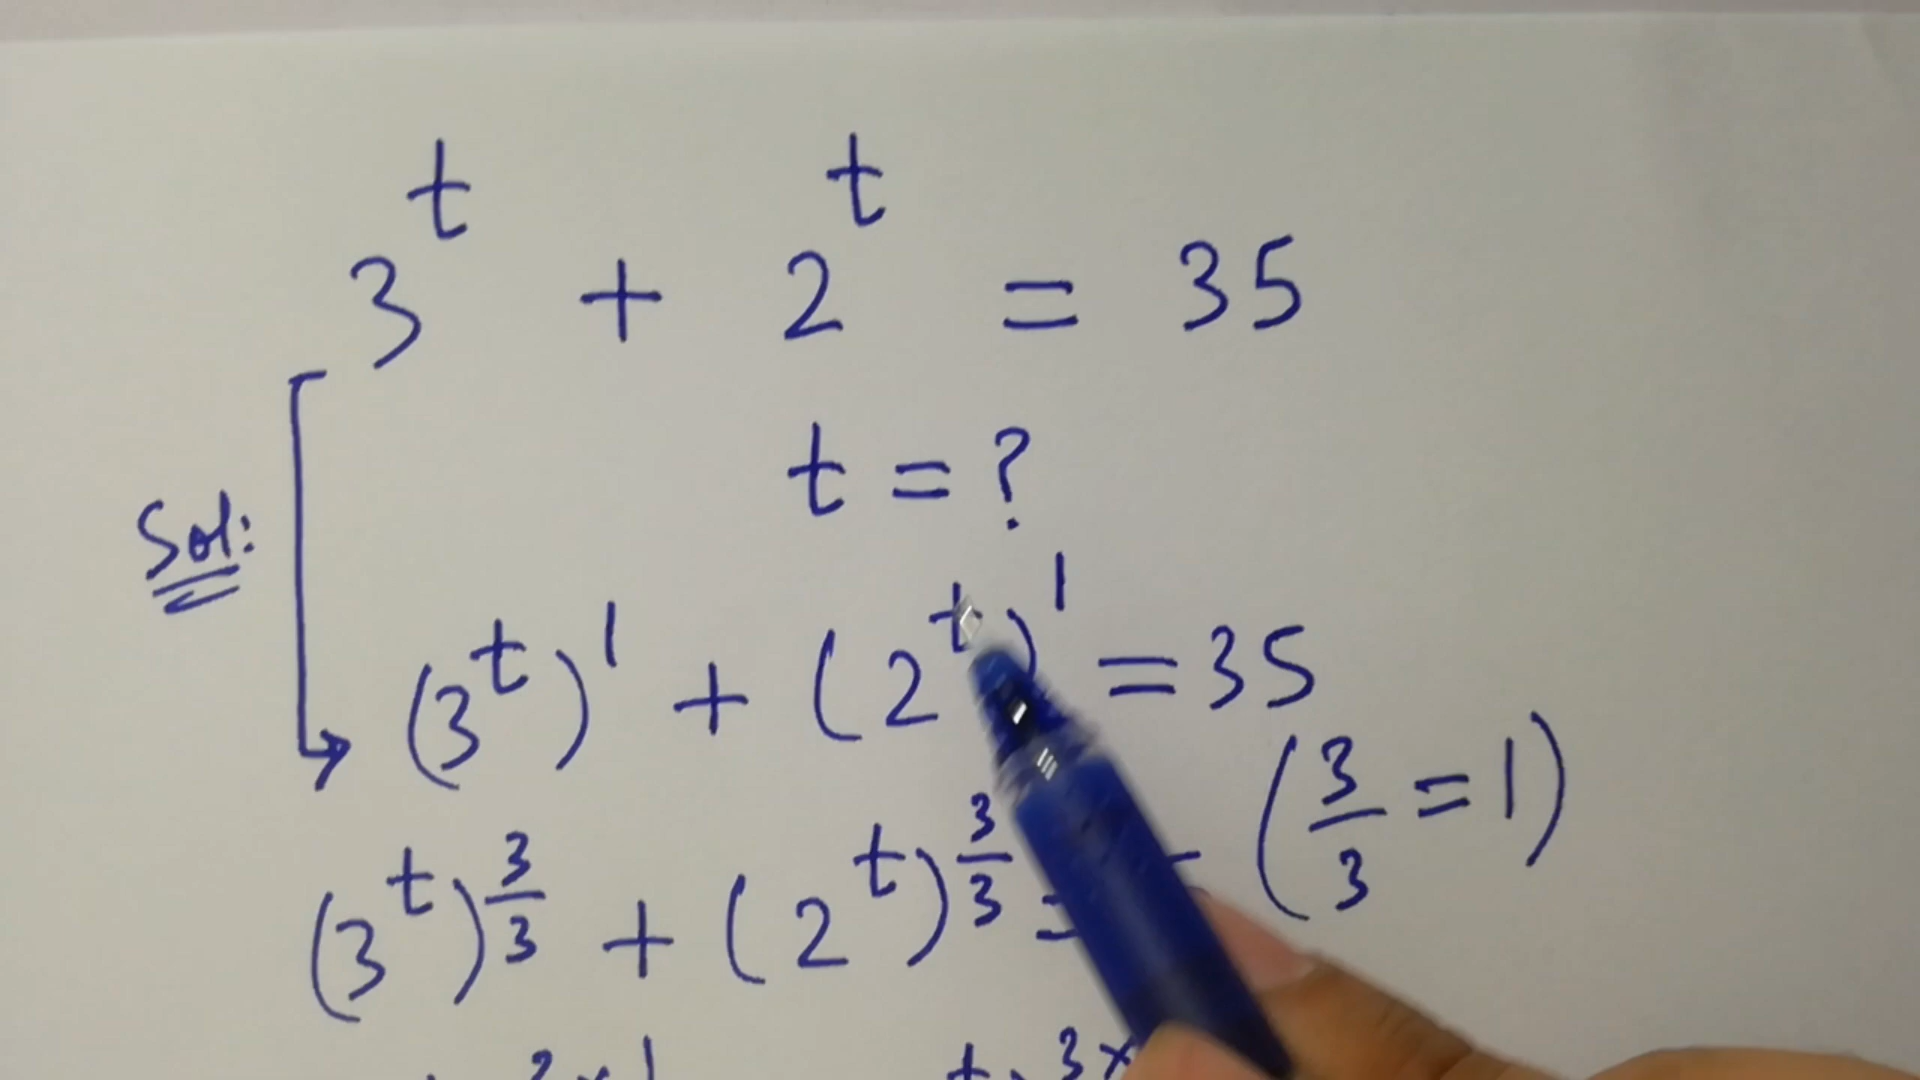 3^t + 2^t = 35
t = ?
Sol:
(3^t)^1 + (2^t)^1 = 35
(3/3 = 1)
(3^t)^(3/3) + (2^t)^(3/3) =